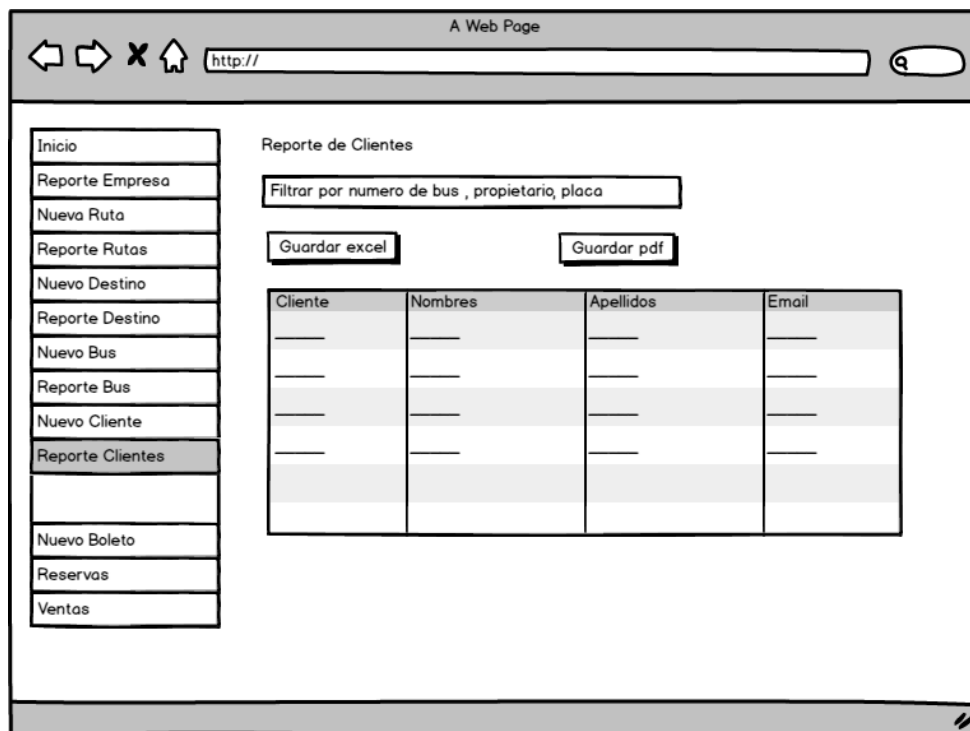 A Web Page
http://
Inicio
Reporte Empresa
Nueva Ruta
Reporte Rutas
Nuevo Destino
Reporte Destino
Nuevo Bus
Reporte Bus
Nuevo Cliente
Reporte Clientes
Nuevo Boleto
Reservas
Ventas
Reporte de Clientes
Filtrar por numero de bus , propietario, placa
Guardar excel Guardar pdf
Cliente Nombres Apellidos Email